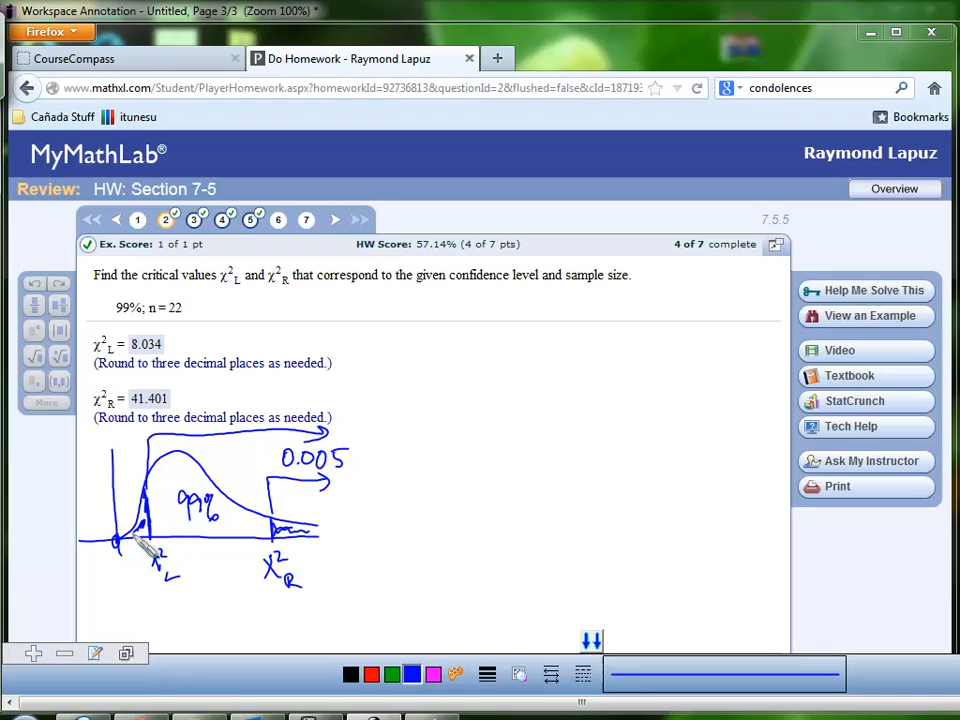 Workspace Annotation - Untitled, Page 3/3 (Zoom 100%) *
Firefox
CourseCompass
Do Homework - Raymond Lapuz
www.mathxl.com/Student/PlayerHomework.aspx?homeworkId=92736813&questionId=2&flushed=false&cId=187193
condolences
Cañada Stuff
itunesu
Bookmarks
MyMathLab®
Raymond Lapuz
Review: HW: Section 7-5
Overview
1 2 3 4 5 6 7
7.5.5
Ex. Score: 1 of 1 pt
HW Score: 57.14% (4 of 7 pts)
4 of 7 complete
Find the critical values χ²L and χ²R that correspond to the given confidence level and sample size.
99%; n = 22
χ²L = 8.034
(Round to three decimal places as needed.)
χ²R = 41.401
(Round to three decimal places as needed.)
0.005
99%
X²L
X²R
More
Help Me Solve This
View an Example
Video
Textbook
StatCrunch
Tech Help
Ask My Instructor
Print